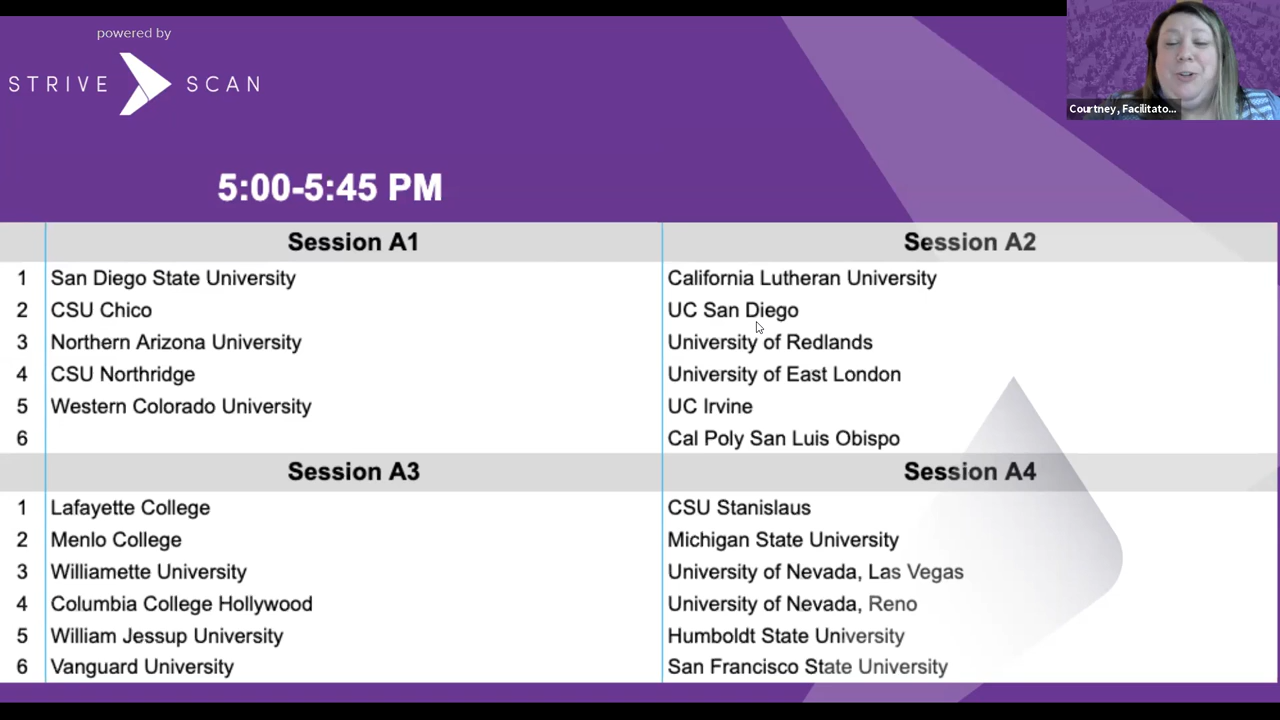 powered by
STRIVE SCAN
Courtney, Facilitato...
5:00-5:45 PM
Session A1
1 San Diego State University
2 CSU Chico
3 Northern Arizona University
4 CSU Northridge
5 Western Colorado University
6
Session A2
California Lutheran University
UC San Diego
University of Redlands
University of East London
UC Irvine
Cal Poly San Luis Obispo
Session A3
1 Lafayette College
2 Menlo College
3 Williamette University
4 Columbia College Hollywood
5 William Jessup University
6 Vanguard University
Session A4
CSU Stanislaus
Michigan State University
University of Nevada, Las Vegas
University of Nevada, Reno
Humboldt State University
San Francisco State University